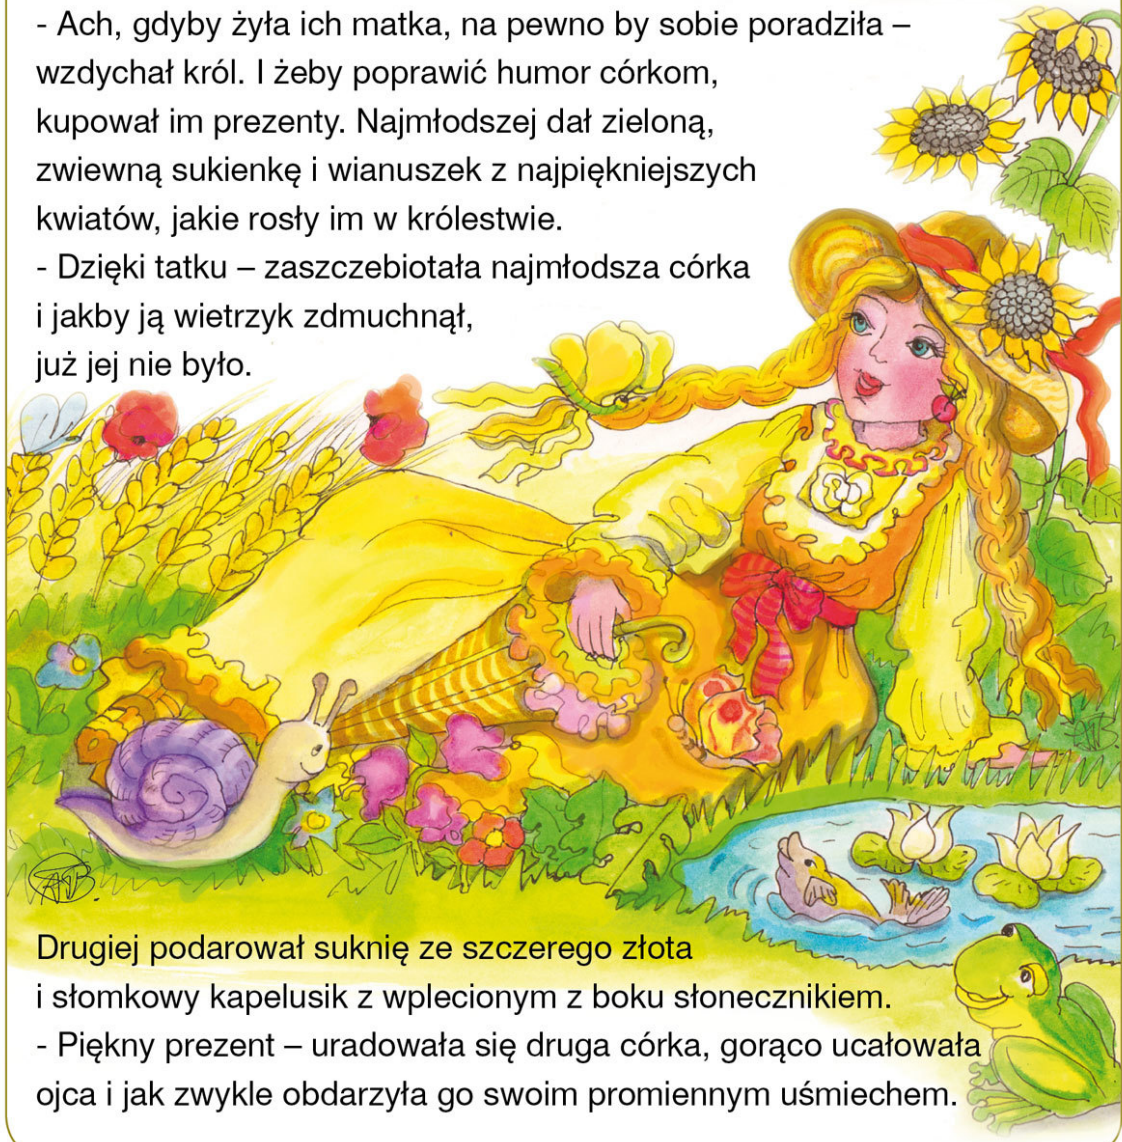 - Ach, gdyby żyła ich matka, na pewno by sobie poradziła –
wzdychał król. I żeby poprawić humor córkom,
kupował im prezenty. Najmłodszej dał zieloną,
zwiewną sukienkę i wianuszek z najpiękniejszych
kwiatów, jakie rosły im w królestwie.
- Dzięki tatku – zaszczebiotała najmłodsza córka
i jakby ją wietrzyk zdmuchnął,
już jej nie było.
Drugiej podarował suknię ze szczerego złota
i słomkowy kapelusik z wplecionym z boku słonecznikiem.
- Piękny prezent – uradowała się druga córka, gorąco ucałowała
ojca i jak zwykle obdarzyła go swoim promiennym uśmiechem.